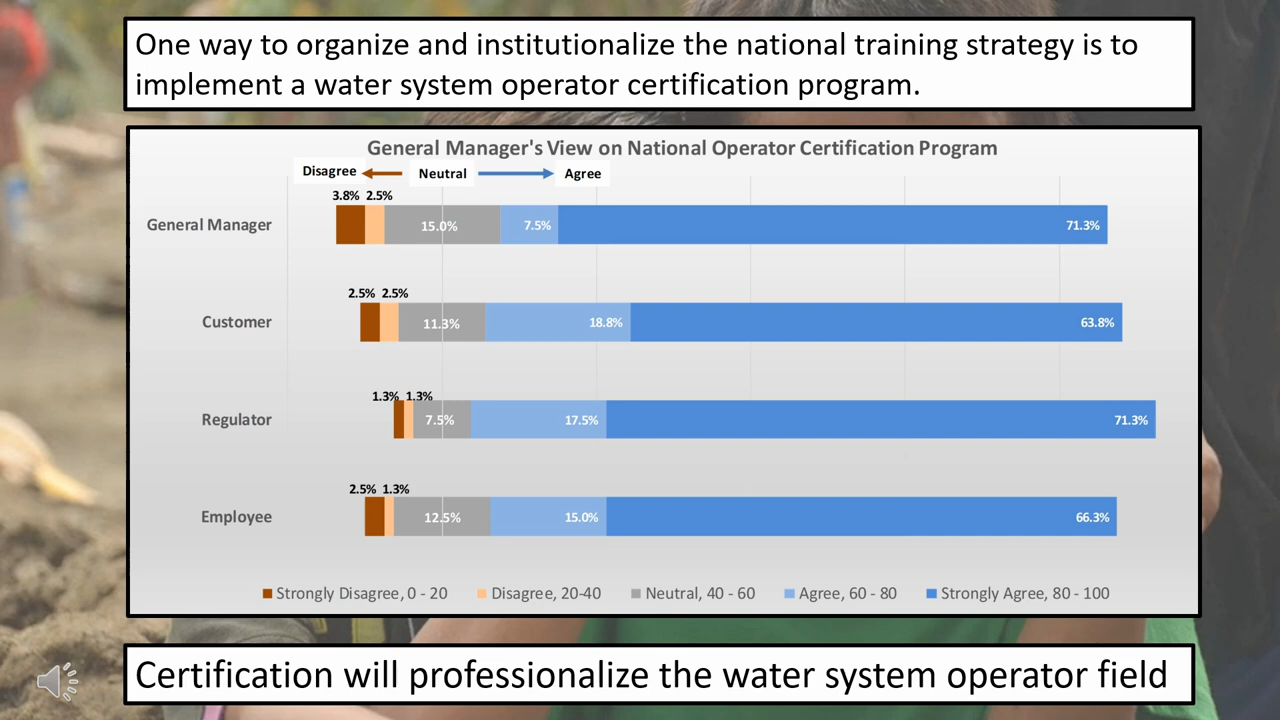 One way to organize and institutionalize the national training strategy is to
implement a water system operator certification program.
General Manager's View on National Operator Certification Program
Disagree Neutral Agree
3.8% 2.5%
General Manager 15.0% 7.5% 71.3%
2.5% 2.5%
Customer 11.3% 18.8% 63.8%
1.3% 1.3%
Regulator 7.5% 17.5% 71.3%
2.5% 1.3%
Employee 12.5% 15.0% 66.3%
Strongly Disagree, 0 - 20 Disagree, 20-40 Neutral, 40 - 60 Agree, 60 - 80 Strongly Agree, 80 - 100
Certification will professionalize the water system operator field